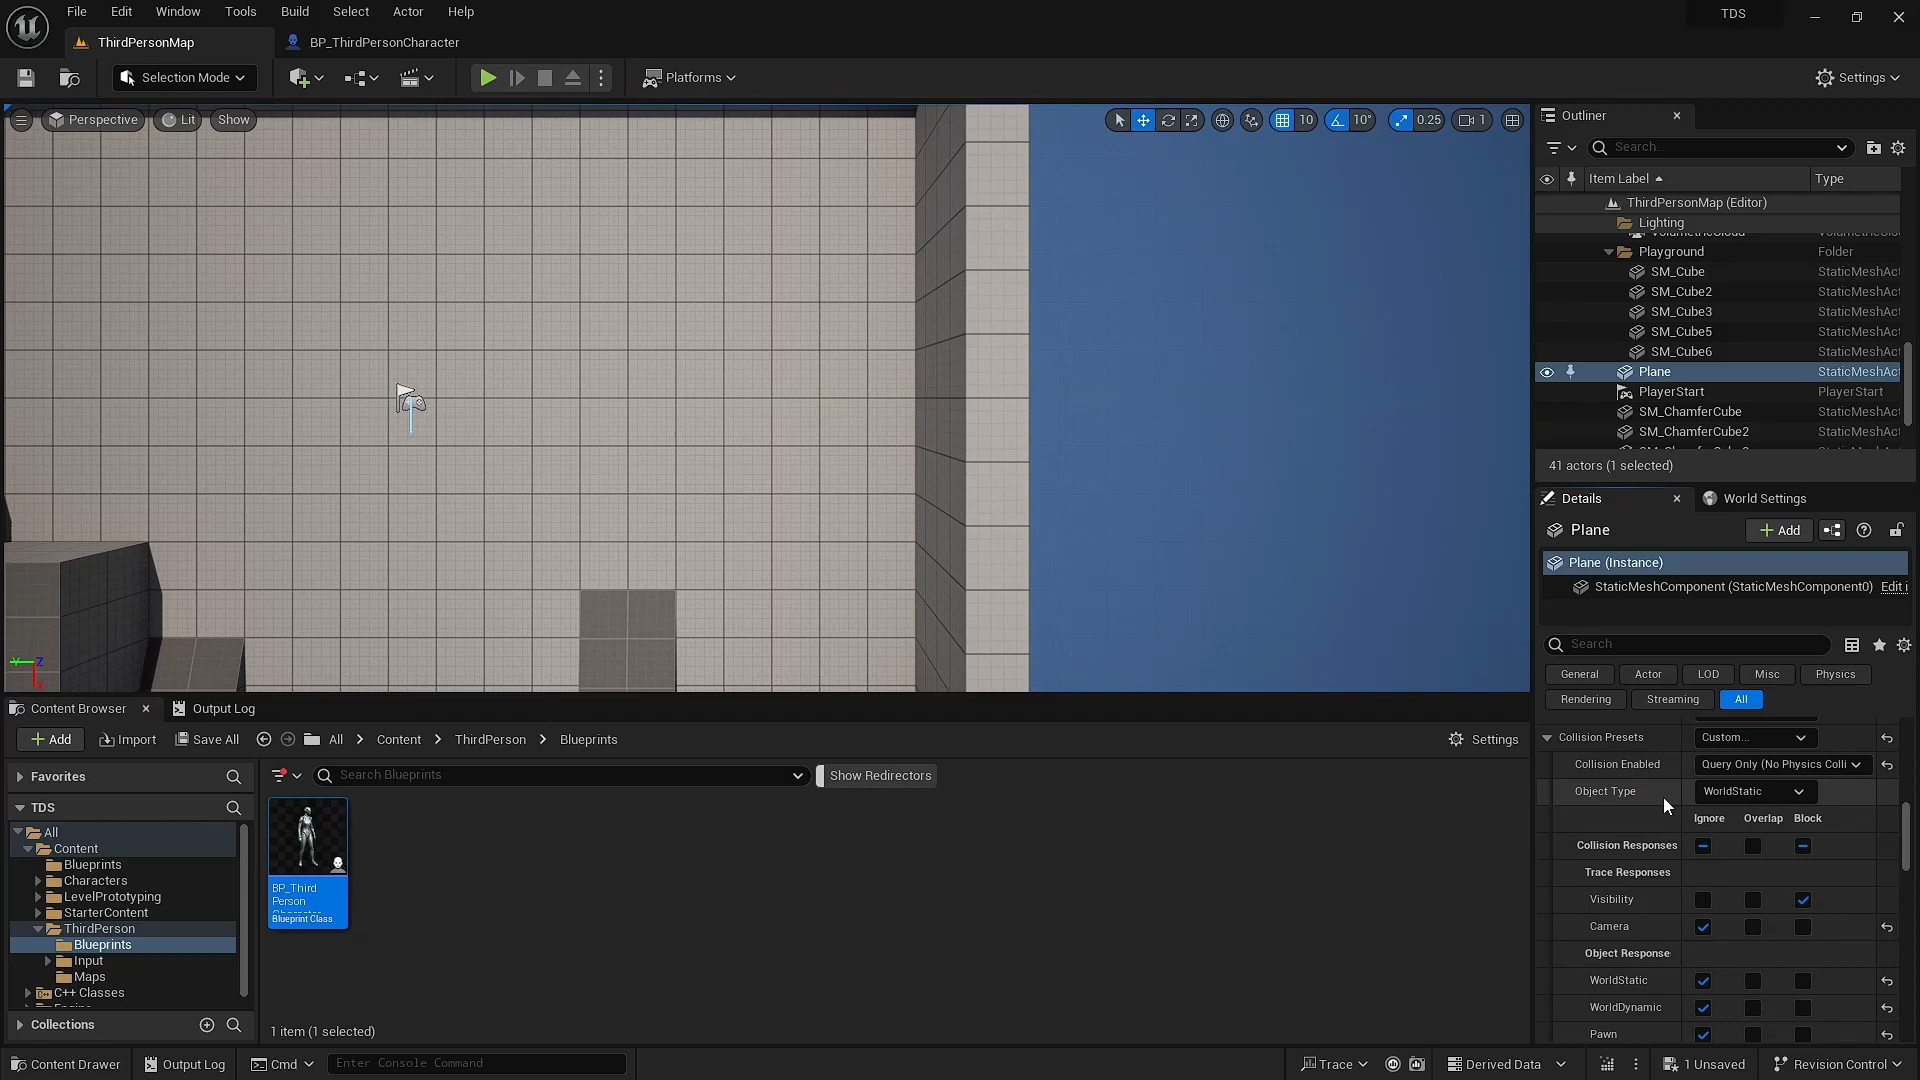 File Edit Window Tools Build Select Actor Help
TDS
ThirdPersonMap
BP_ThirdPersonCharacter
Selection Mode
Platforms
Settings
Perspective
Lit
Show
10
10°
0.25
1
Outliner
Search...
Item Label
Type
ThirdPersonMap (Editor)
Lighting
Playground Folder
SM_Cube StaticMeshAct
SM_Cube2 StaticMeshAct
SM_Cube3 StaticMeshAct
SM_Cube5 StaticMeshAct
SM_Cube6 StaticMeshAct
Plane StaticMeshAct
PlayerStart PlayerStart
SM_ChamferCube StaticMeshAct
SM_ChamferCube2 StaticMeshAct
41 actors (1 selected)
Details
World Settings
Plane
Add
Plane (Instance)
StaticMeshComponent (StaticMeshComponent0) Edit i
Search
General Actor LOD Misc Physics
Rendering Streaming All
Collision Presets Custom...
Collision Enabled Query Only (No Physics Colli
Object Type WorldStatic
Ignore Overlap Block
Collision Responses
Trace Responses
Visibility
Camera
Object Response
WorldStatic
WorldDynamic
Pawn
Y Z
X
Content Browser
Output Log
Add
Import
Save All
All
Content
ThirdPerson
Blueprints
Settings
Favorites
Search Blueprints
Show Redirectors
TDS
All
Content
Blueprints
Characters
LevelPrototyping
StarterContent
ThirdPerson
Blueprints
Input
Maps
C++ Classes
Collections
BP_Third
Person
Blueprint Class
1 item (1 selected)
Content Drawer
Output Log
Cmd
Enter Console Command
Trace
Derived Data
1 Unsaved
Revision Control